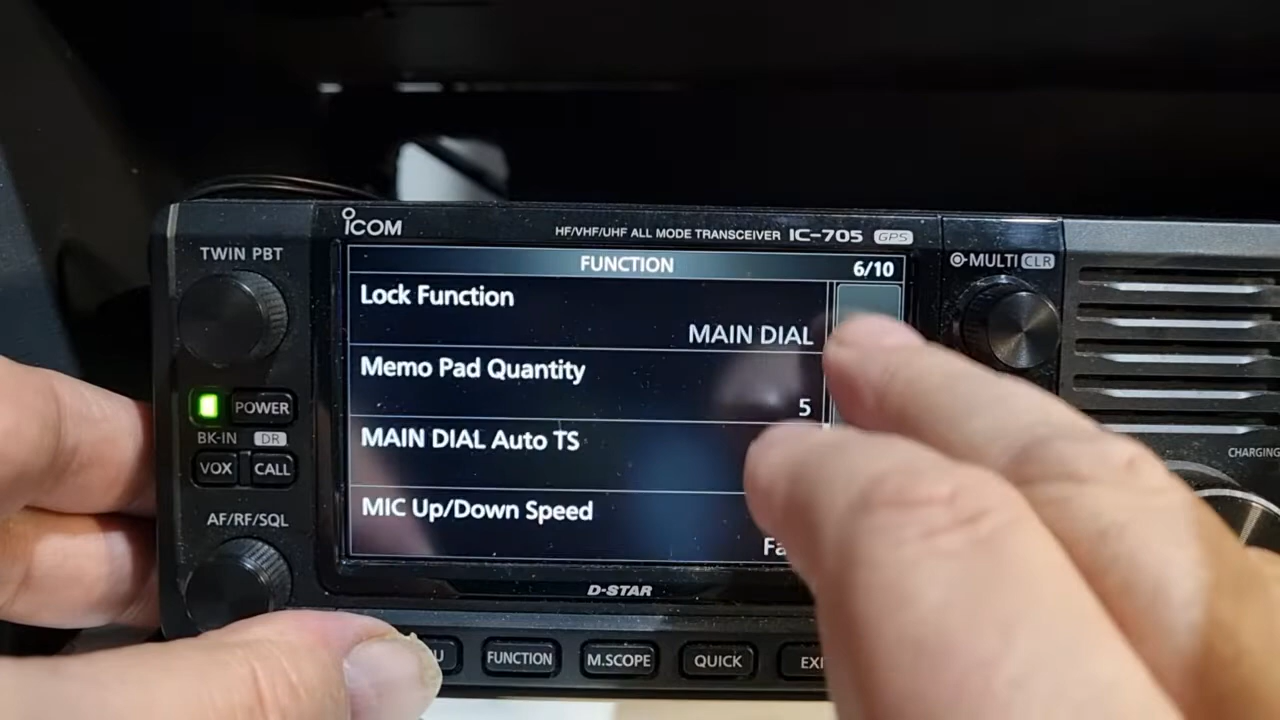 ICOM
HF/VHF/UHF ALL MODE TRANSCEIVER IC-705 GPS
TWIN PBT
MULTI CLR
FUNCTION 6/10
Lock Function
MAIN DIAL
Memo Pad Quantity
5
MAIN DIAL Auto TS
MIC Up/Down Speed
POWER
BK-IN DR
VOX CALL
AF/RF/SQL
CHARGING
D-STAR
FUNCTION M.SCOPE QUICK